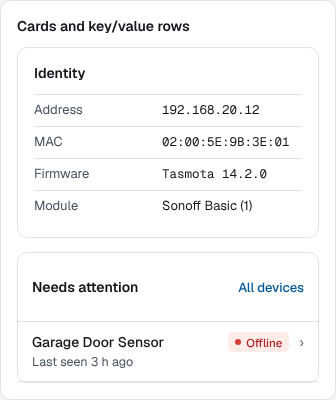 Cards and key/value rows
Identity
Address 192.168.20.12
MAC 02:00:5E:9B:3E:01
Firmware Tasmota 14.2.0
Module Sonoff Basic (1)
Needs attention All devices
Garage Door Sensor Offline ›
Last seen 3 h ago